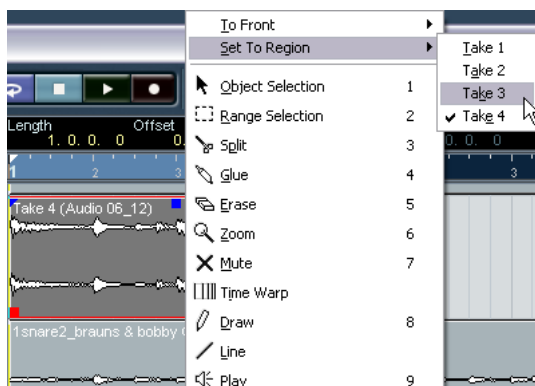 To Front
Set To Region
Take 1
Take 2
Take 3
Take 4
Object Selection 1
Range Selection 2
Split 3
Glue 4
Erase 5
Zoom 6
Mute 7
Time Warp
Draw 8
Line
Play 9
Length Offset
1. 0. 0. 0 0.
0. 0. 0
1 2 3 3
Take 4 (Audio 06_12)
1snare2_brauns & bobby